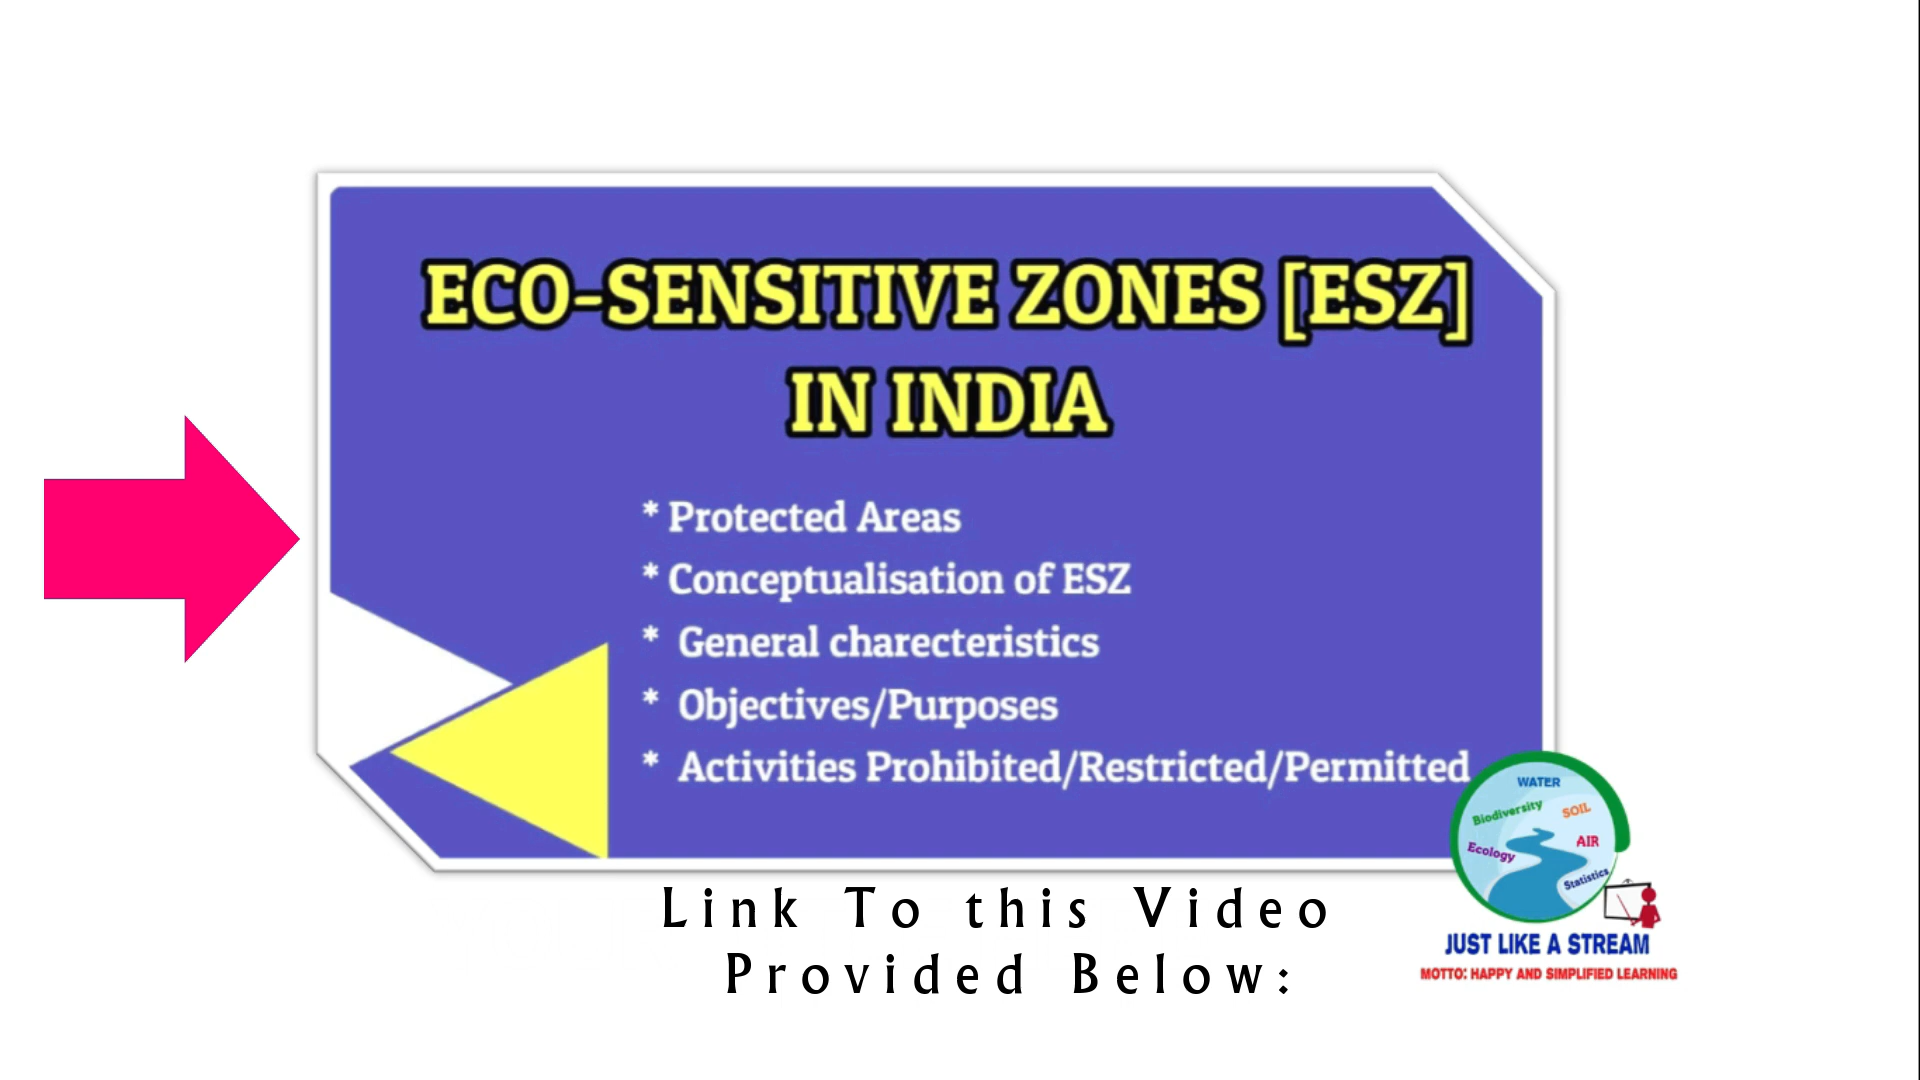 ECO-SENSITIVE ZONES [ESZ]
IN INDIA
* Protected Areas
* Conceptualisation of ESZ
* General charecteristics
* Objectives/Purposes
* Activities Prohibited/Restricted/Permitted
WATER
Biodiversity
SOIL
AIR
Ecology
Statistics
JUST LIKE A STREAM
MOTTO: HAPPY AND SIMPLIFIED LEARNING
Link To this Video
Provided Below: